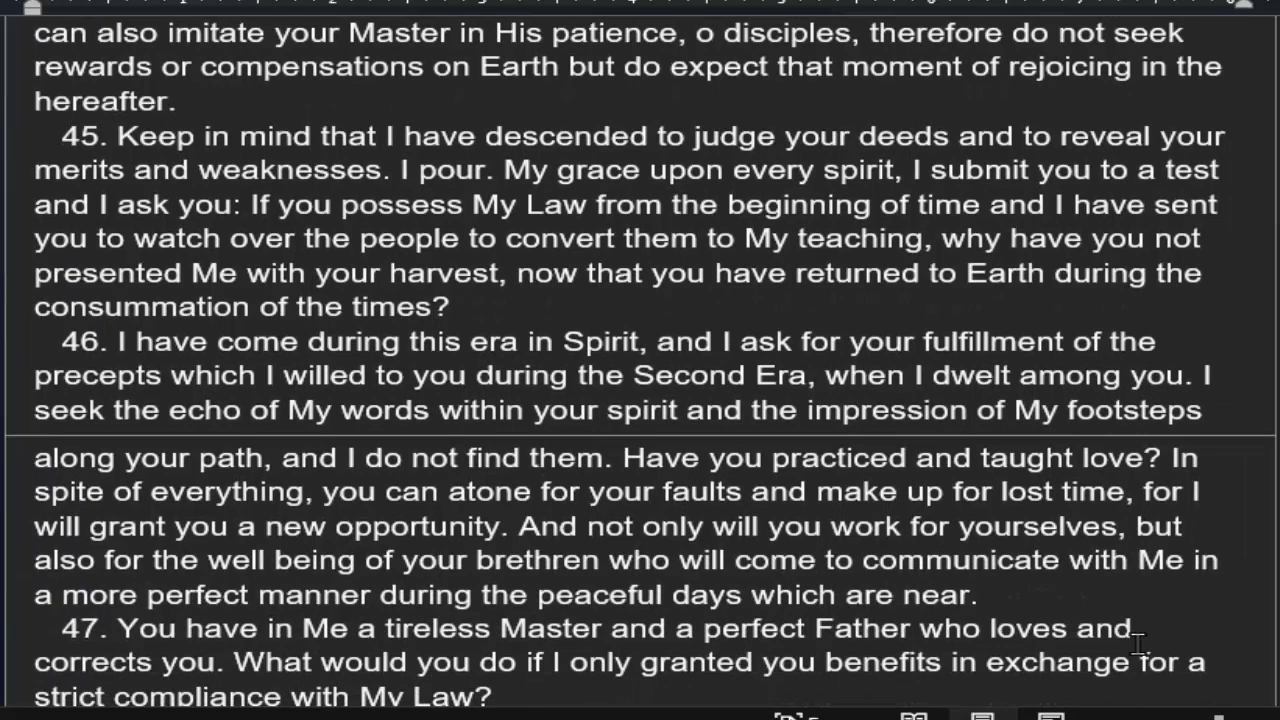 can also imitate your Master in His patience, o disciples, therefore do not seek
rewards or compensations on Earth but do expect that moment of rejoicing in the
hereafter.
45. Keep in mind that I have descended to judge your deeds and to reveal your
merits and weaknesses. I pour. My grace upon every spirit, I submit you to a test
and I ask you: If you possess My Law from the beginning of time and I have sent
you to watch over the people to convert them to My teaching, why have you not
presented Me with your harvest, now that you have returned to Earth during the
consummation of the times?
46. I have come during this era in Spirit, and I ask for your fulfillment of the
precepts which I willed to you during the Second Era, when I dwelt among you. I
seek the echo of My words within your spirit and the impression of My footsteps
along your path, and I do not find them. Have you practiced and taught love? In
spite of everything, you can atone for your faults and make up for lost time, for I
will grant you a new opportunity. And not only will you work for yourselves, but
also for the well being of your brethren who will come to communicate with Me in
a more perfect manner during the peaceful days which are near.
47. You have in Me a tireless Master and a perfect Father who loves and
corrects you. What would you do if I only granted you benefits in exchange for a
strict compliance with My Law?